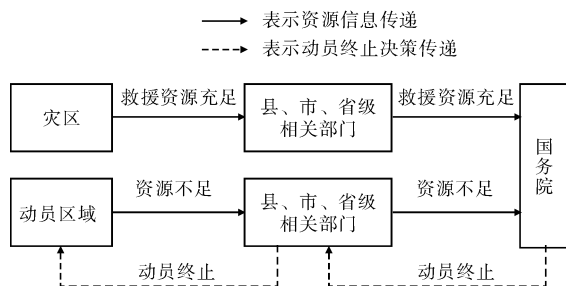 表示资源信息传递
表示动员终止决策传递
灾区
救援资源充足
县、市、省级
相关部门
救援资源充足
国务院
动员区域
资源不足
县、市、省级
相关部门
资源不足
动员终止
动员终止